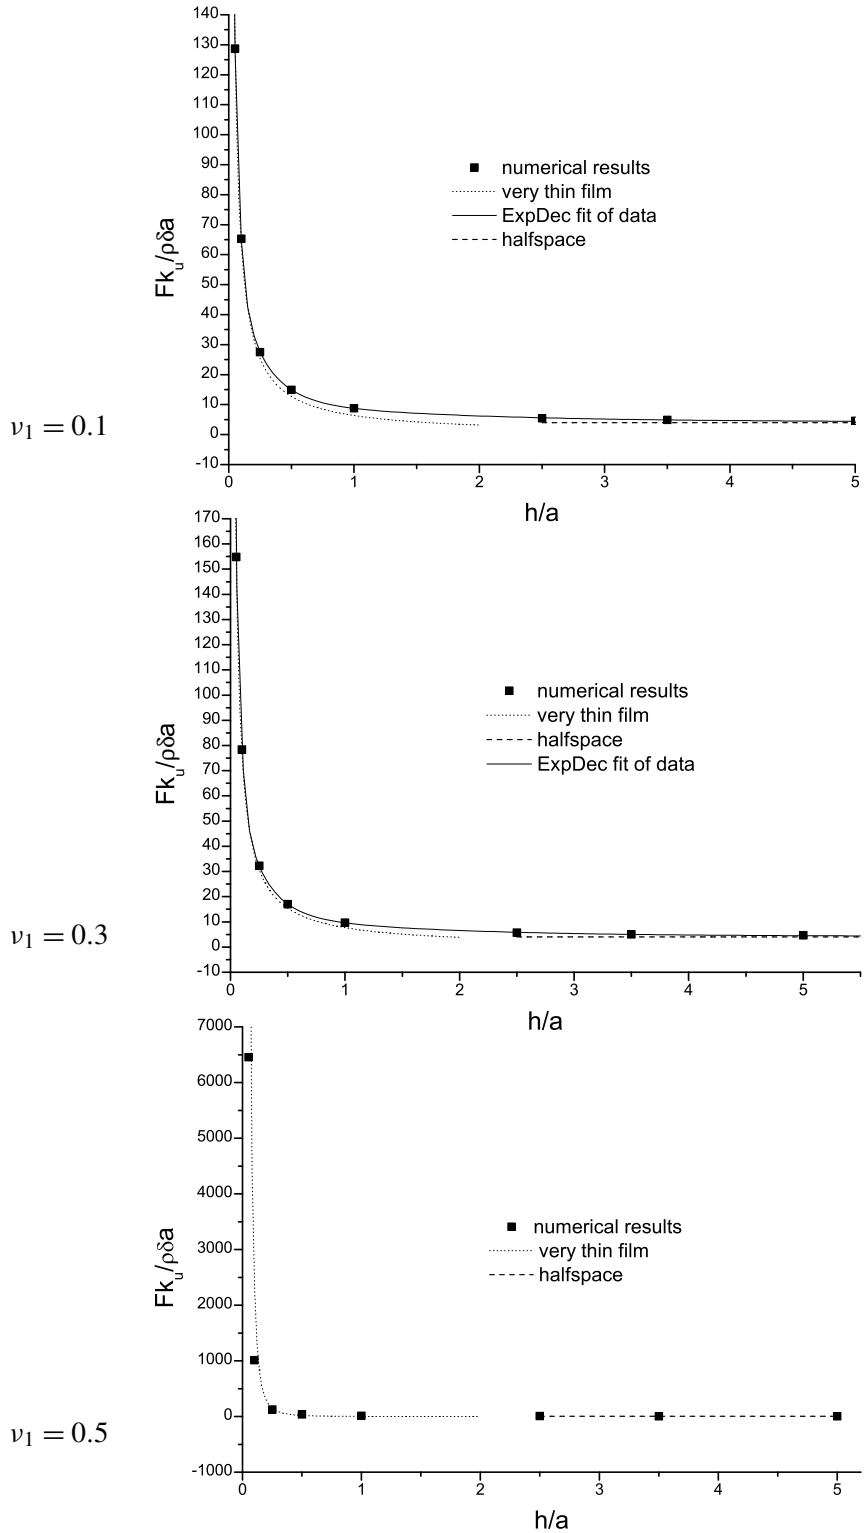 140
130
120
110
100
90
80
70
60
50
40
30
20
10
0
-10
Fk_u/ρδa
numerical results
very thin film
ExpDec fit of data
halfspace
ν₁ = 0.1
0 1 2 3 4 5
h/a
170
160
150
140
130
120
110
100
90
80
70
60
50
40
30
20
10
0
-10
Fk_u/ρδa
numerical results
very thin film
halfspace
ExpDec fit of data
ν₁ = 0.3
0 1 2 3 4 5
h/a
7000
6000
5000
4000
3000
2000
1000
0
-1000
Fk_u/ρδa
numerical results
very thin film
halfspace
ν₁ = 0.5
0 1 2 3 4 5
h/a